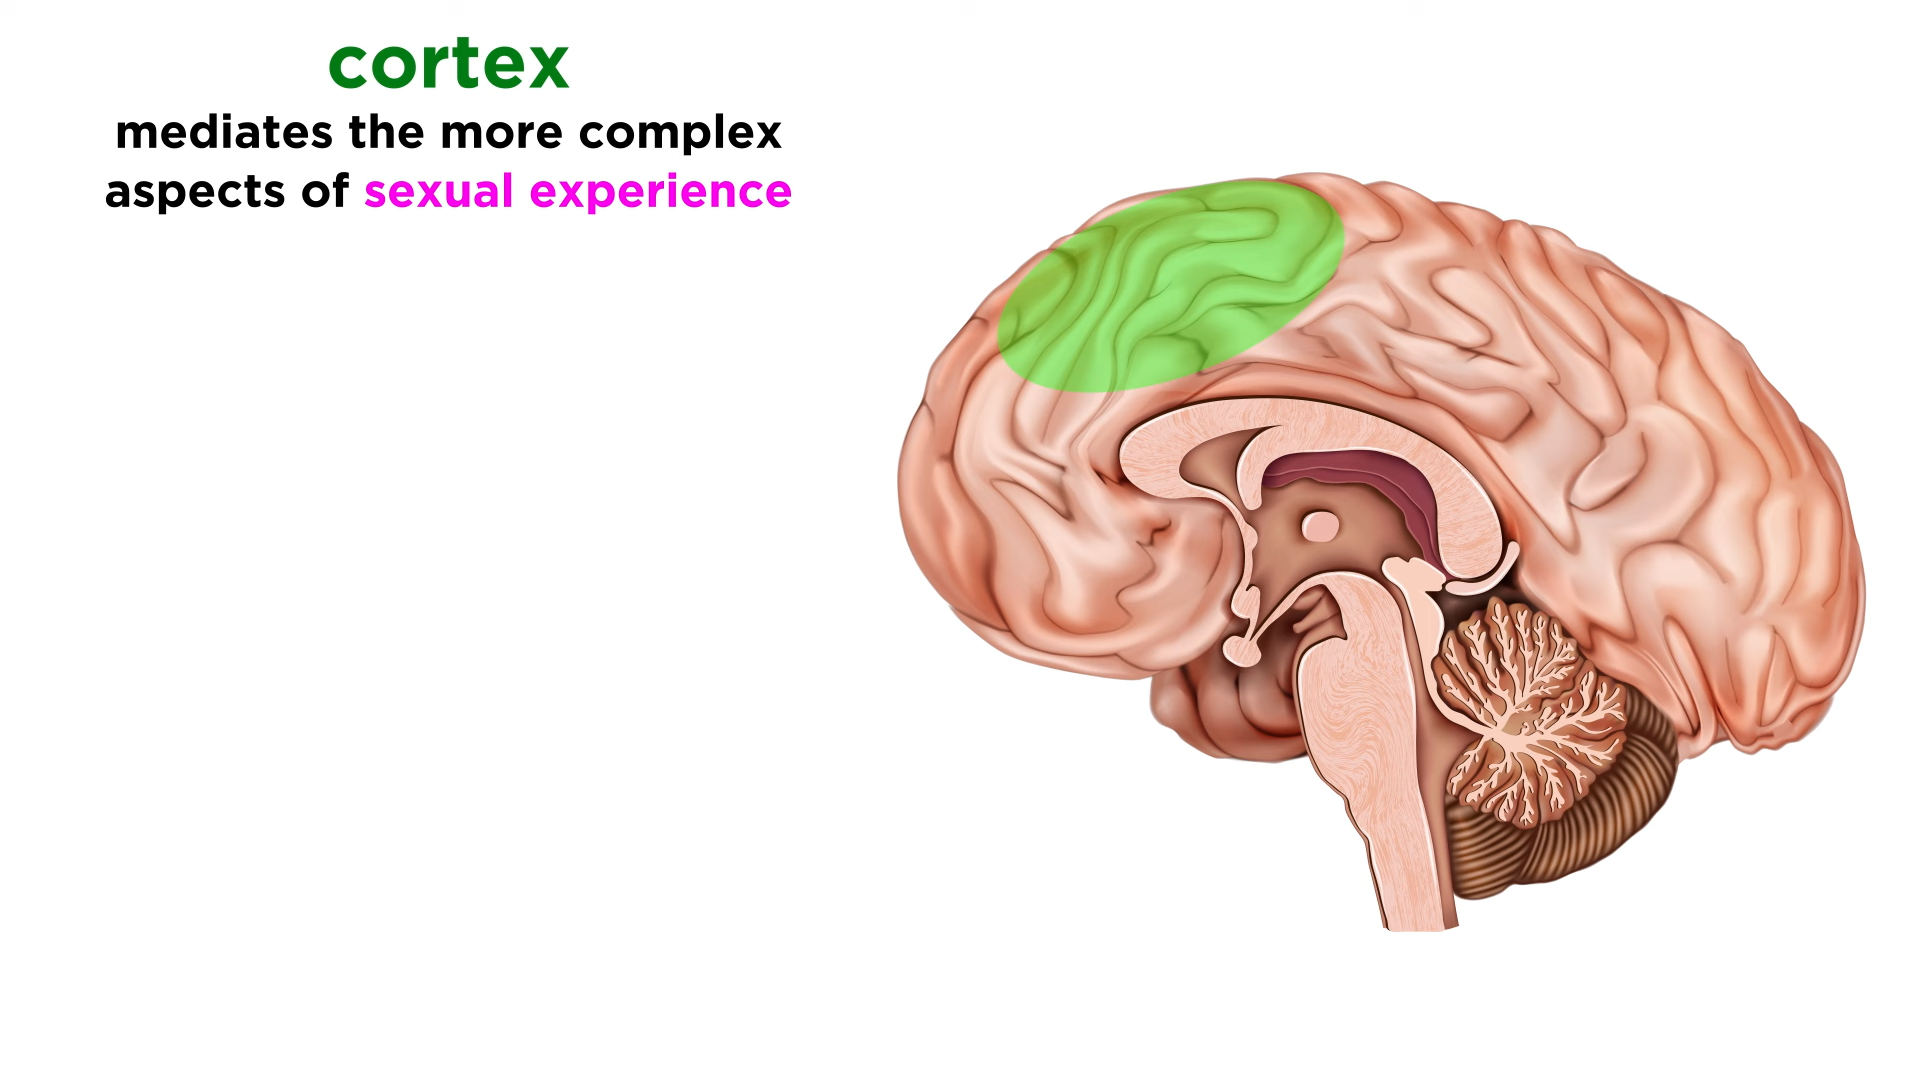 cortex
mediates the more complex
aspects of sexual experience